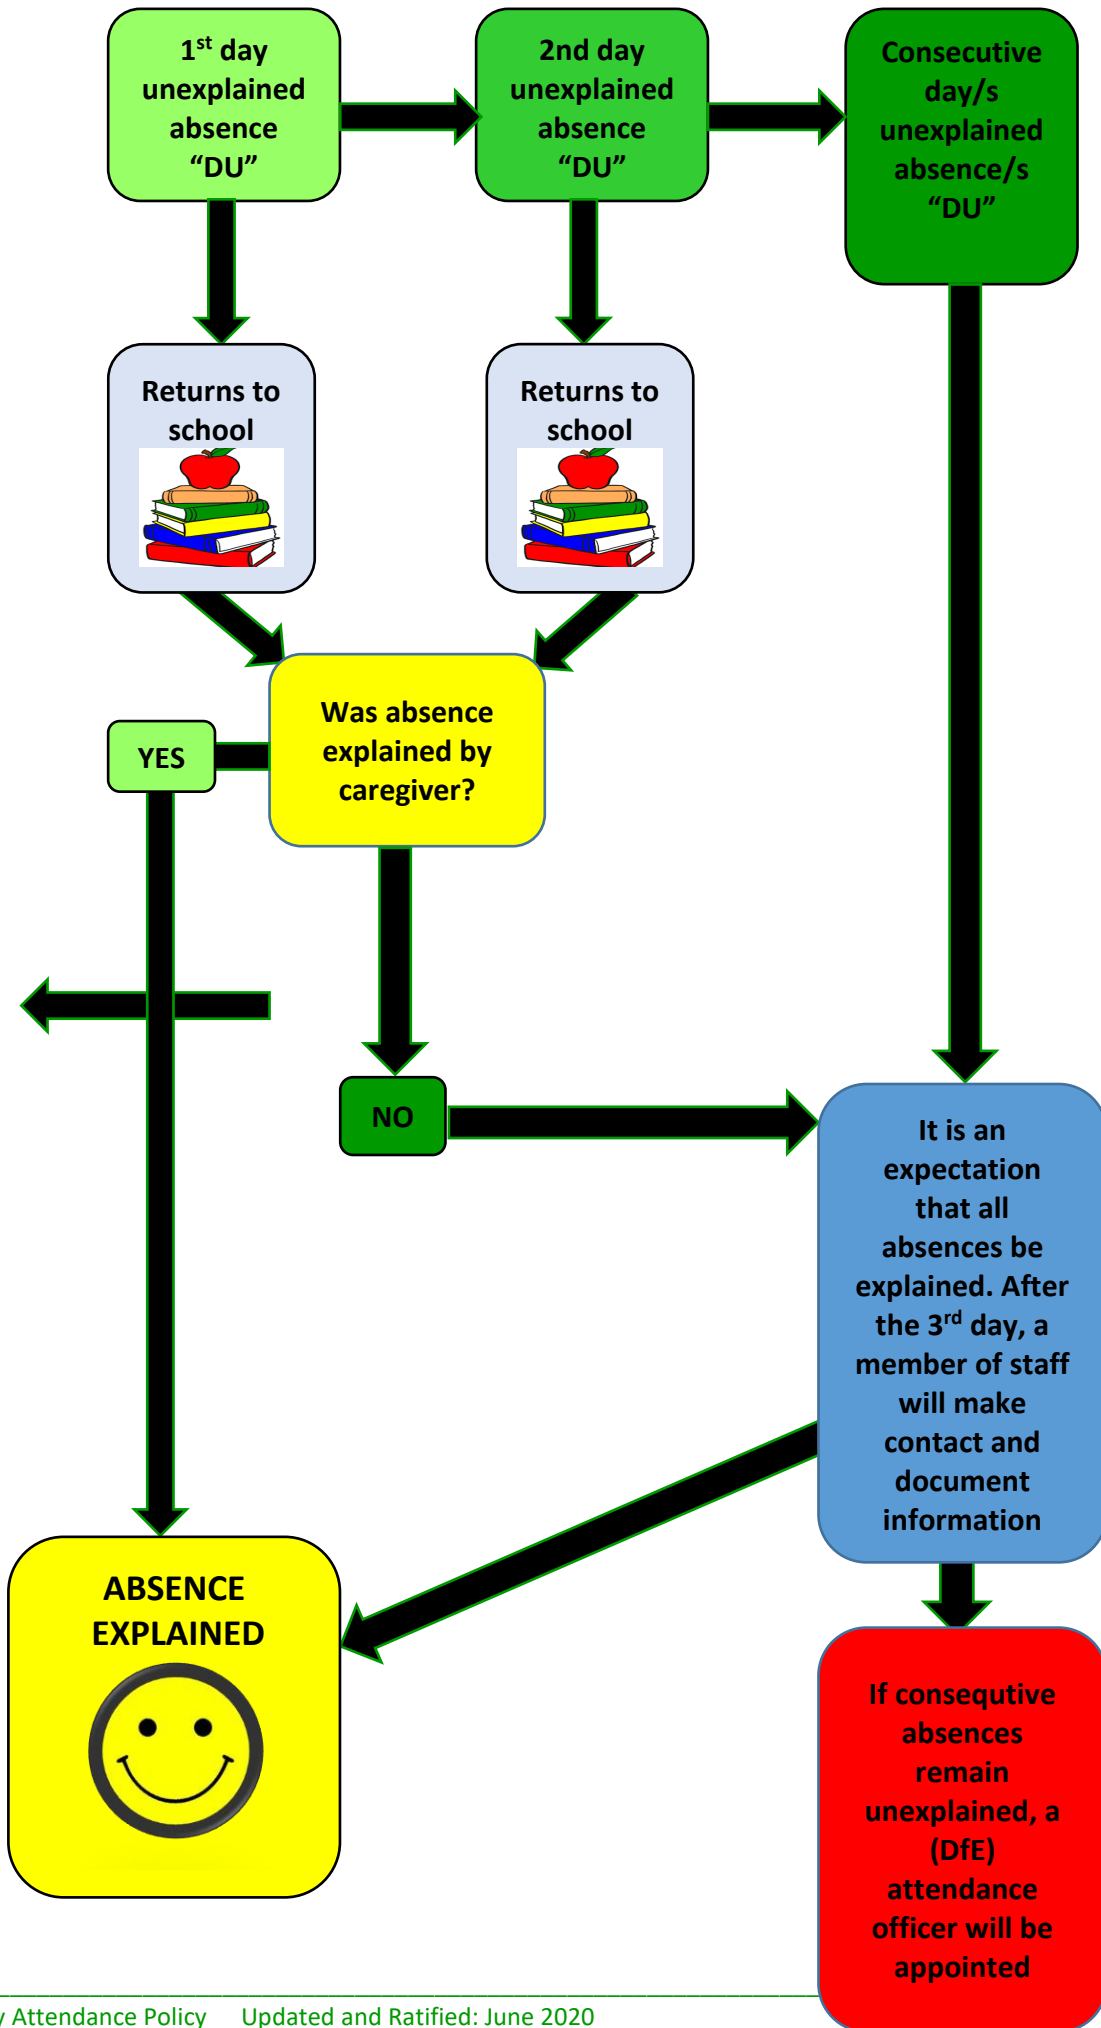 1st day
unexplained
absence
“DU”
2nd day
unexplained
absence
“DU”
Consecutive
day/s
unexplained
absence/s
“DU”
Returns to
school
Returns to
school
Was absence
explained by
caregiver?
YES
NO
It is an
expectation
that all
absences be
explained. After
the 3rd day, a
member of staff
will make
contact and
document
information
ABSENCE
EXPLAINED
If consequtive
absences
remain
unexplained, a
(DfE)
attendance
officer will be
appointed
y Attendance Policy Updated and Ratified: June 2020